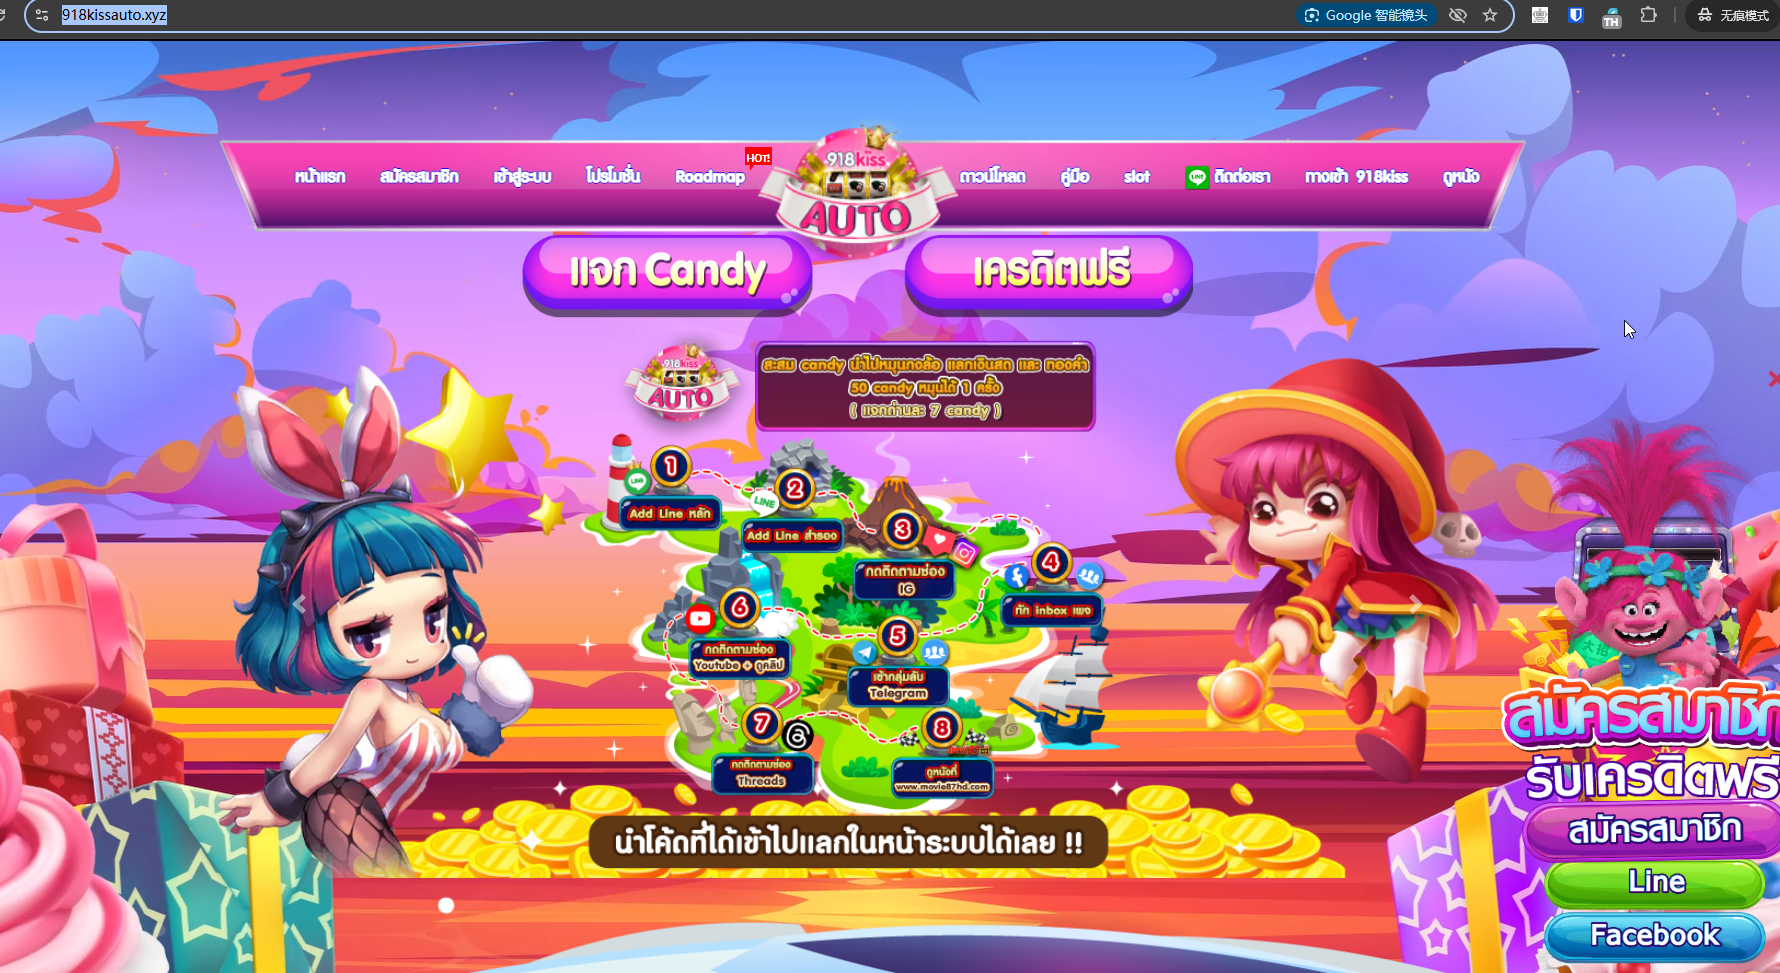 918kissauto.xyz
Google 智能镜头
TH
无痕模式
หน้าแรก
สมัครสมาชิก
เข้าสู่ระบบ
โปรโมชั่น
Roadmap
HOT!
918kiss
AUTO
ดาวน์โหลด
คู่มือ
slot
LINE
ติดต่อเรา
ทางเข้า 918kiss
ดูหนัง
แจก Candy
เครดิตฟรี
918kiss
AUTO
สะสม candy นำไปหมุนกงล้อ แลกเงินสด และ ทองคำ
50 candy หมุนได้ 1 ครั้ง
( แจกด่านละ 7 candy )
1
LINE
Add Line หลัก
2
LINE
Add Line สำรอง
3
กดติดตามช่อง
IG
4
ทัก inbox เพจ
5
เข้ากลุ่มลับ
Telegram
6
กดติดตามช่อง
Youtube + ดูคลิป
7
กดติดตามช่อง
Threads
8
ดูหนังที่
www.movie87hd.com
นำโค้ดที่ได้เข้าไปแลกในหน้าระบบได้เลย !!
สมัครสมาชิก
รับเครดิตฟรี
สมัครสมาชิก
Line
Facebook